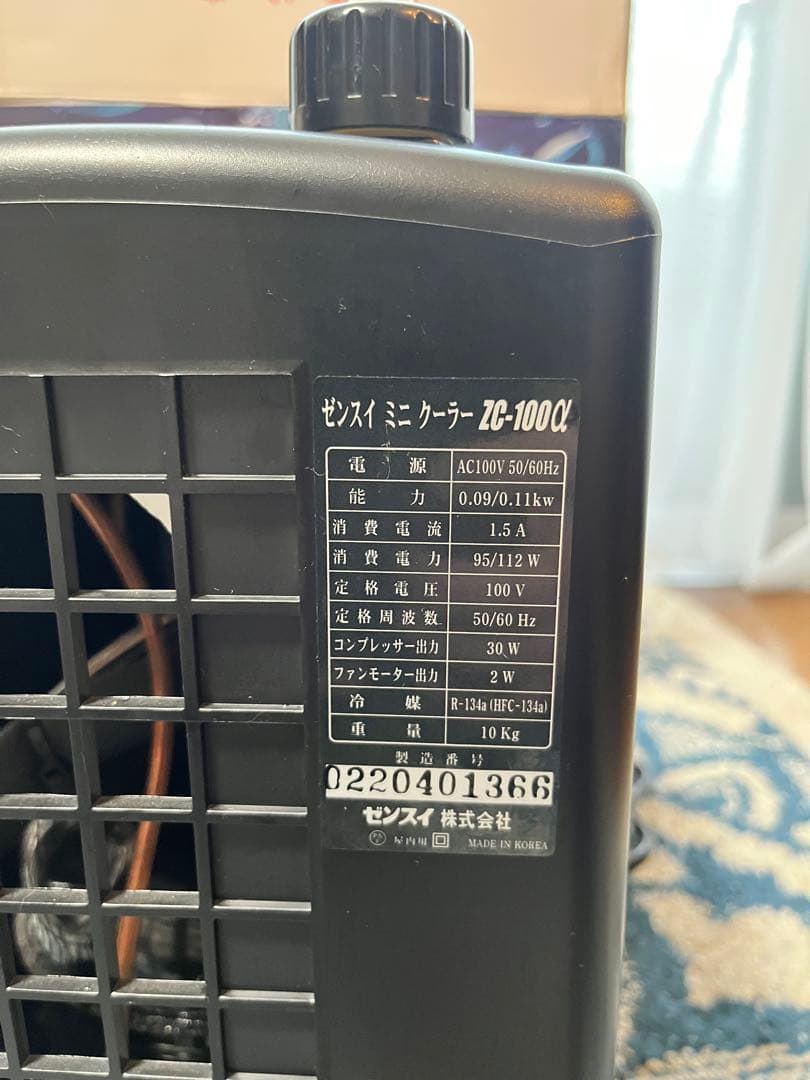 ゼンスイ ミニ クーラー ZC-100α
電源 AC100V 50/60Hz
能力 0.09/0.11kw
消費電流 1.5 A
消費電力 95/112 W
定格電圧 100 V
定格周波数 50/60 Hz
コンプレッサー出力 30 W
ファンモーター出力 2 W
冷媒 R-134a (HFC-134a)
重量 10 Kg
製造番号
0220401366
ゼンスイ 株式会社
屋内用 MADE IN KOREA